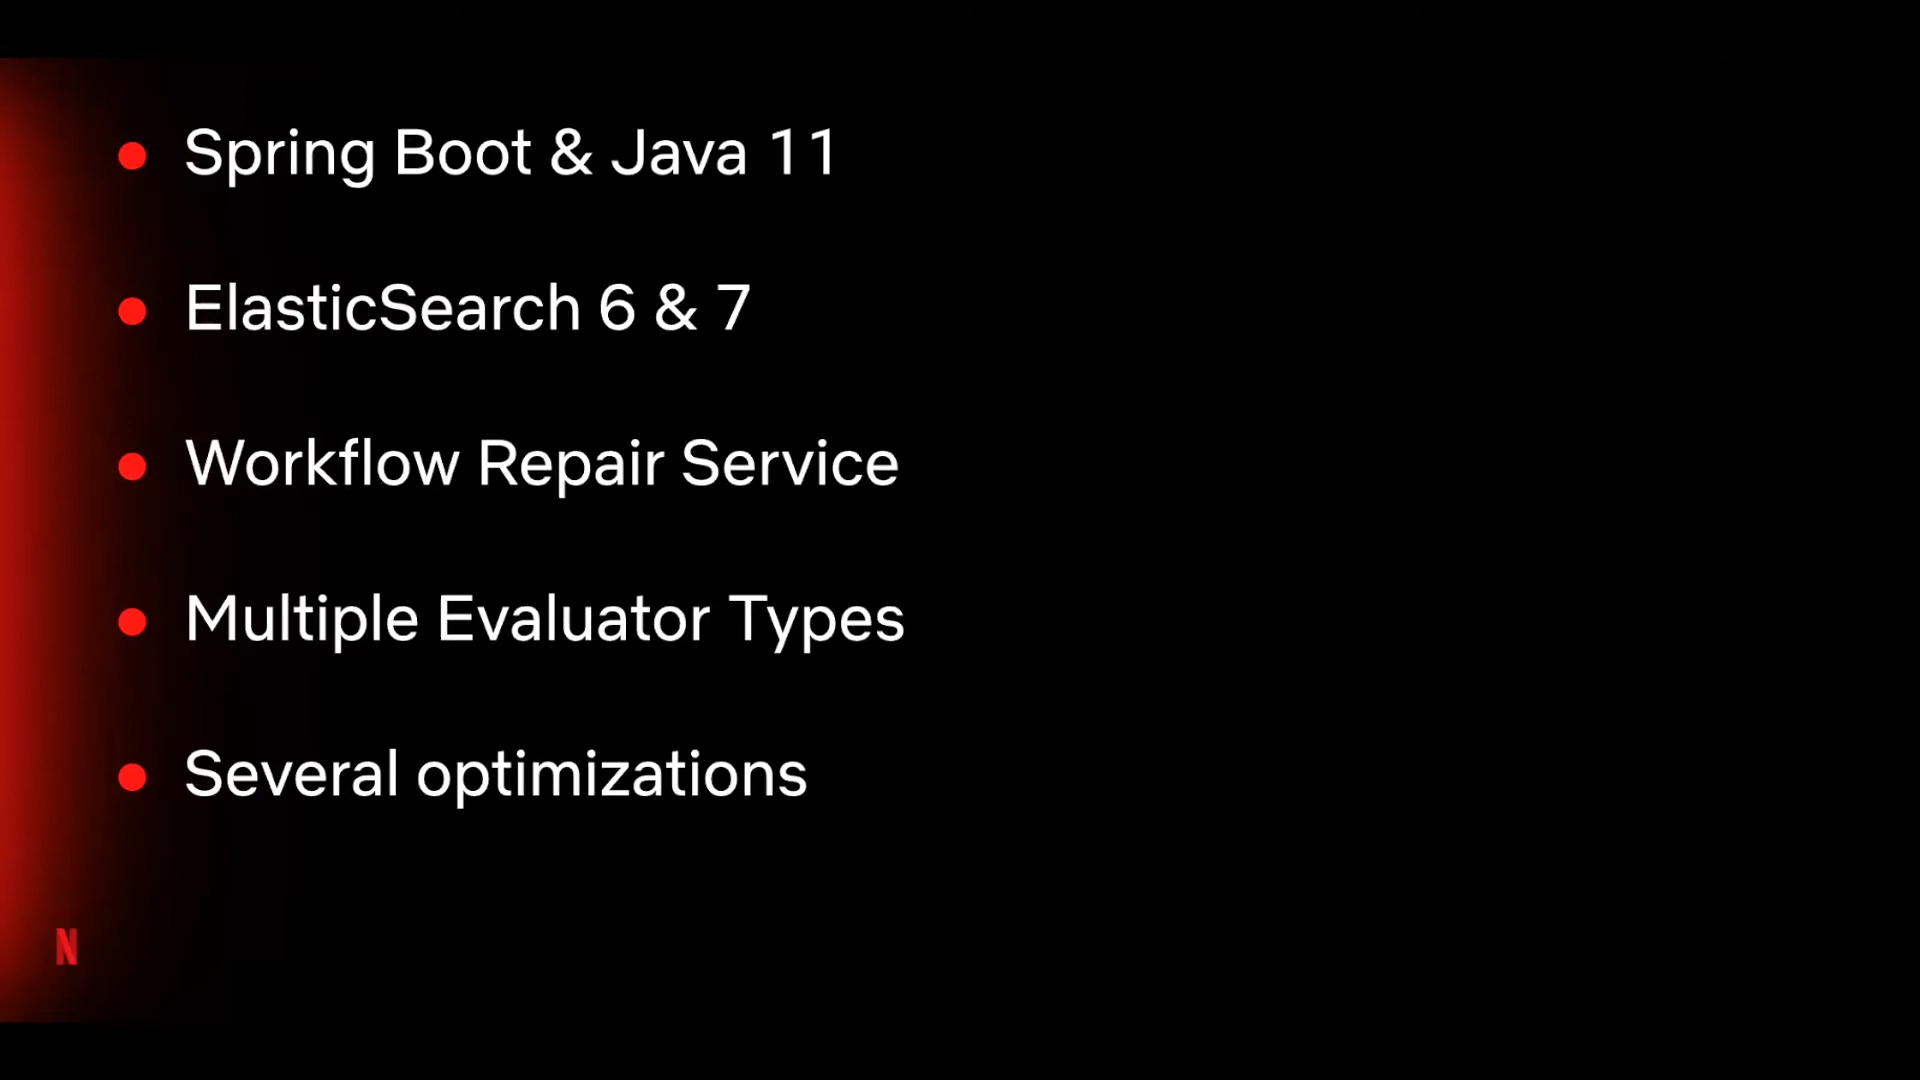 Spring Boot & Java 11
ElasticSearch 6 & 7
Workflow Repair Service
Multiple Evaluator Types
Several optimizations
N